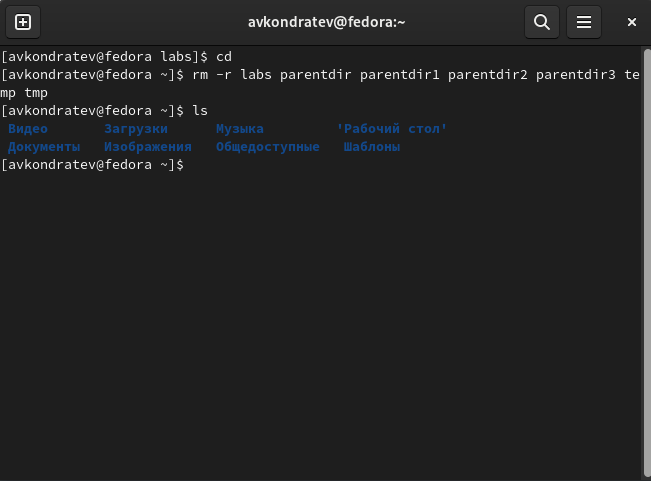 avkondratev@fedora:~
[avkondratev@fedora labs]$ cd
[avkondratev@fedora ~]$ rm -r labs parentdir parentdir1 parentdir2 parentdir3 te
mp tmp
[avkondratev@fedora ~]$ ls
Видео Загрузки Музыка 'Рабочий стол'
Документы Изображения Общедоступные Шаблоны
[avkondratev@fedora ~]$